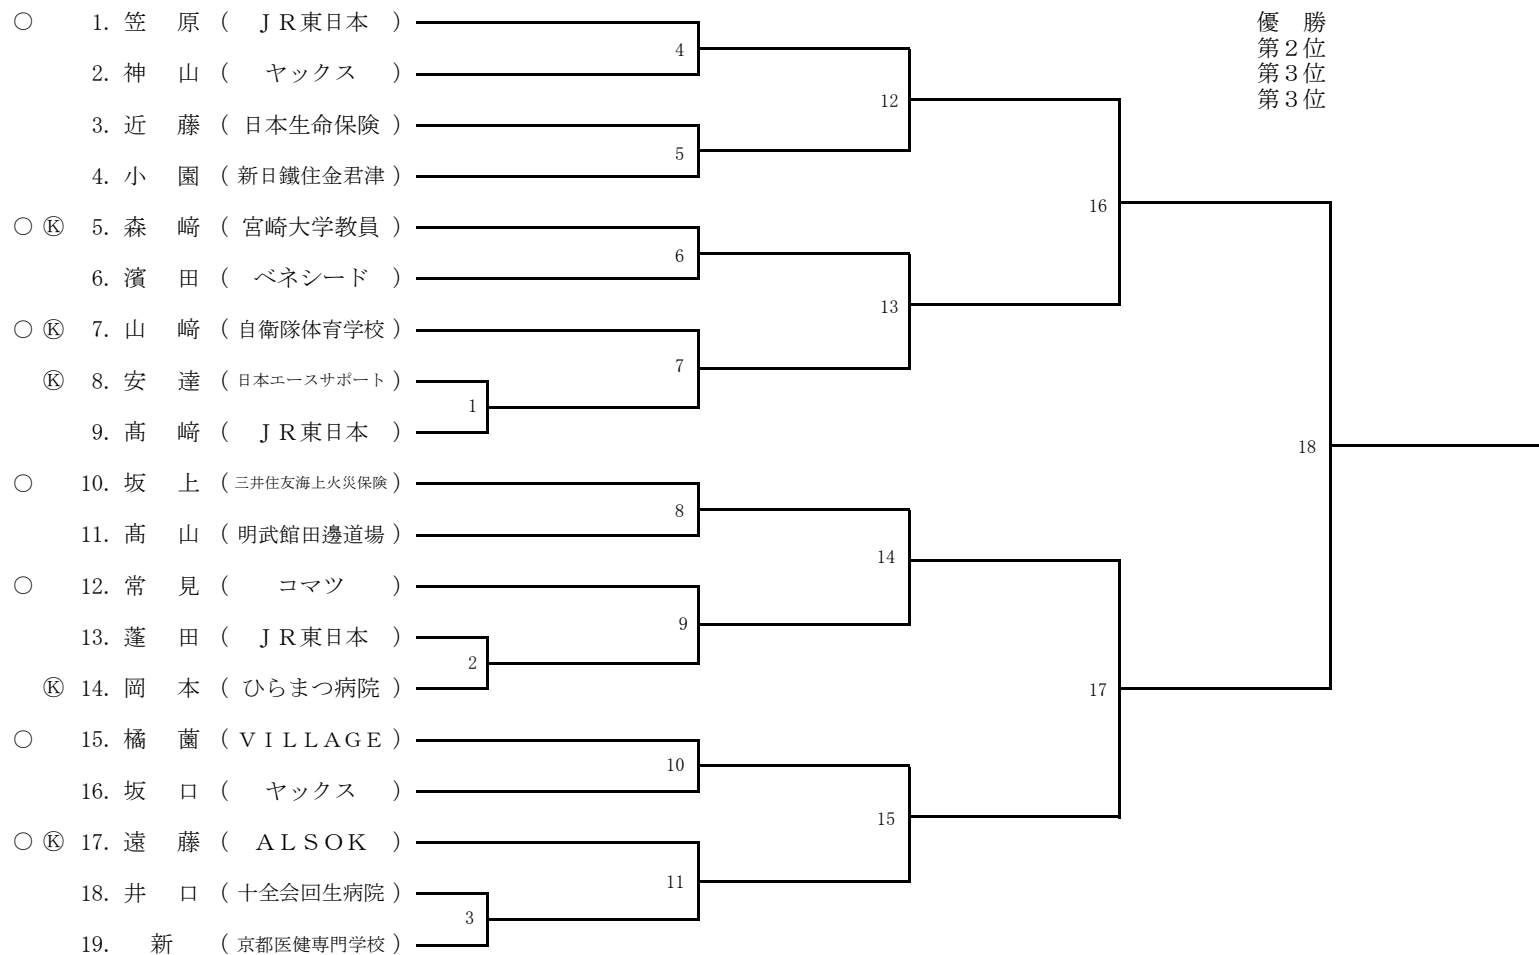 ○ 1. 笠 原 （ ＪＲ東日本 ）
2. 神 山 （ ヤックス ）
3. 近 藤 （ 日本生命保険 ）
4. 小 園 （ 新日鐵住金君津 ）
○ Ⓚ 5. 森 﨑 （ 宮崎大学教員 ）
6. 濱 田 （ ベネシード ）
○ Ⓚ 7. 山 﨑 （ 自衛隊体育学校 ）
Ⓚ 8. 安 達 （ 日本エースサポート ）
9. 髙 﨑 （ ＪＲ東日本 ）
○ 10. 坂 上 （ 三井住友海上火災保険 ）
11. 髙 山 （ 明武館田邊道場 ）
○ 12. 常 見 （ コマツ ）
13. 蓬 田 （ ＪＲ東日本 ）
Ⓚ 14. 岡 本 （ ひらまつ病院 ）
○ 15. 橘 薗 （ ＶＩＬＬＡＧＥ ）
16. 坂 口 （ ヤックス ）
○ Ⓚ 17. 遠 藤 （ ＡＬＳＯＫ ）
18. 井 口 （ 十全会回生病院 ）
19. 新 （ 京都医健専門学校 ）
1
2
3
4
5
6
7
8
9
10
11
12
13
14
15
16
17
18
優 勝
第２位
第３位
第３位